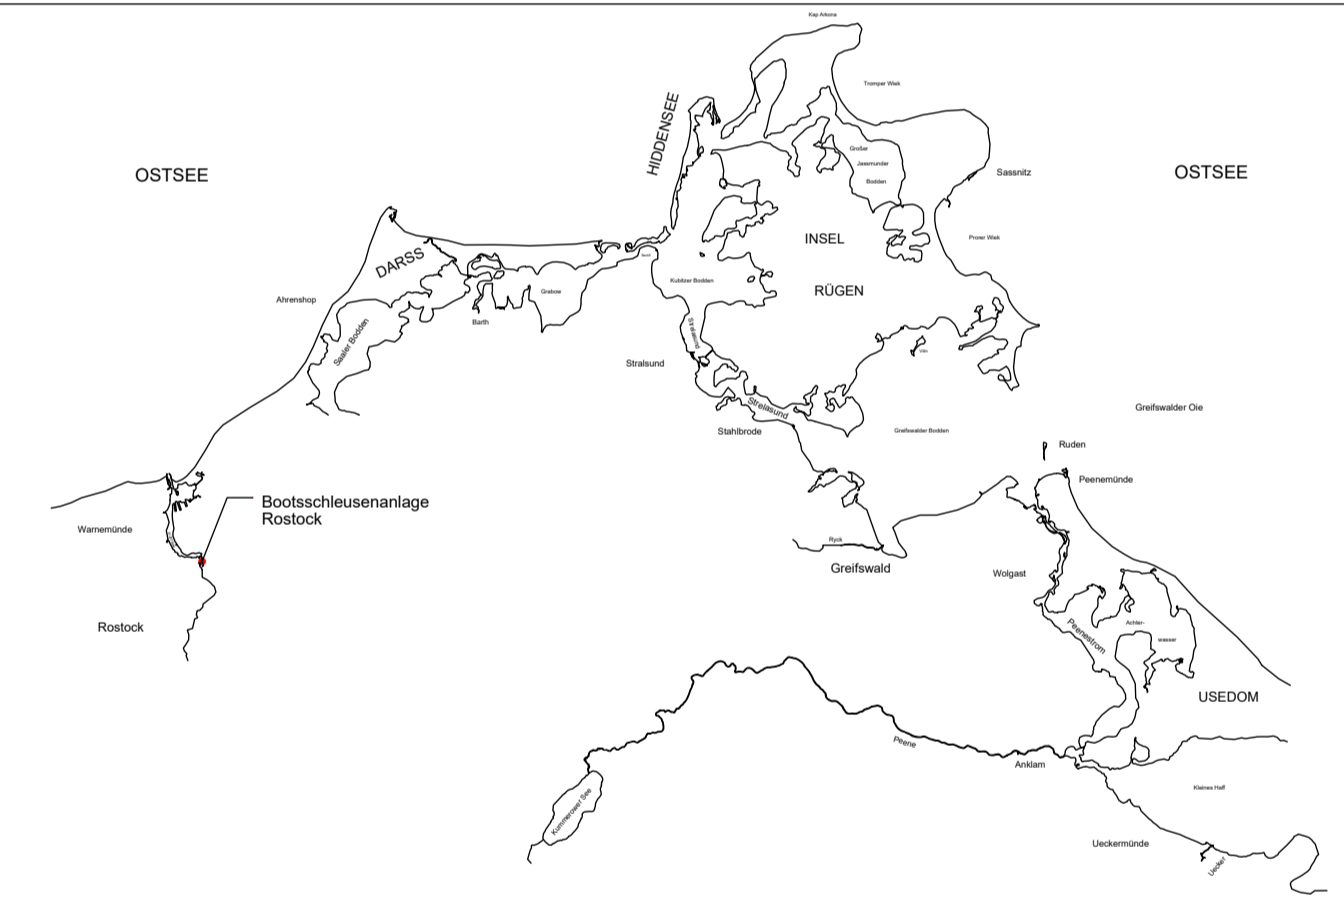 Kap Arkona
Tromper Wiek
HIDDENSEE
Großer
Jasmunder
Bodden
OSTSEE
Sassnitz
OSTSEE
INSEL
RÜGEN
Proner Wiek
DARSS
Kubitzer Bodden
Grabow
Ahrenshop
Barth
Saaler Bodden
Strelasund
Vilm
Stralsund
Strelasund
Stahlbrode
Greifswalder Bodden
Greifswalder Oie
Ruden
Peenemünde
Bootsschleusenanlage
Rostock
Warnemünde
Ryck
Greifswald
Wolgast
Rostock
Achter-
wasser
Peenestrom
USEDOM
Peene
Anklam
Kleines Haff
Kummerower See
Ueckermünde
Uecker